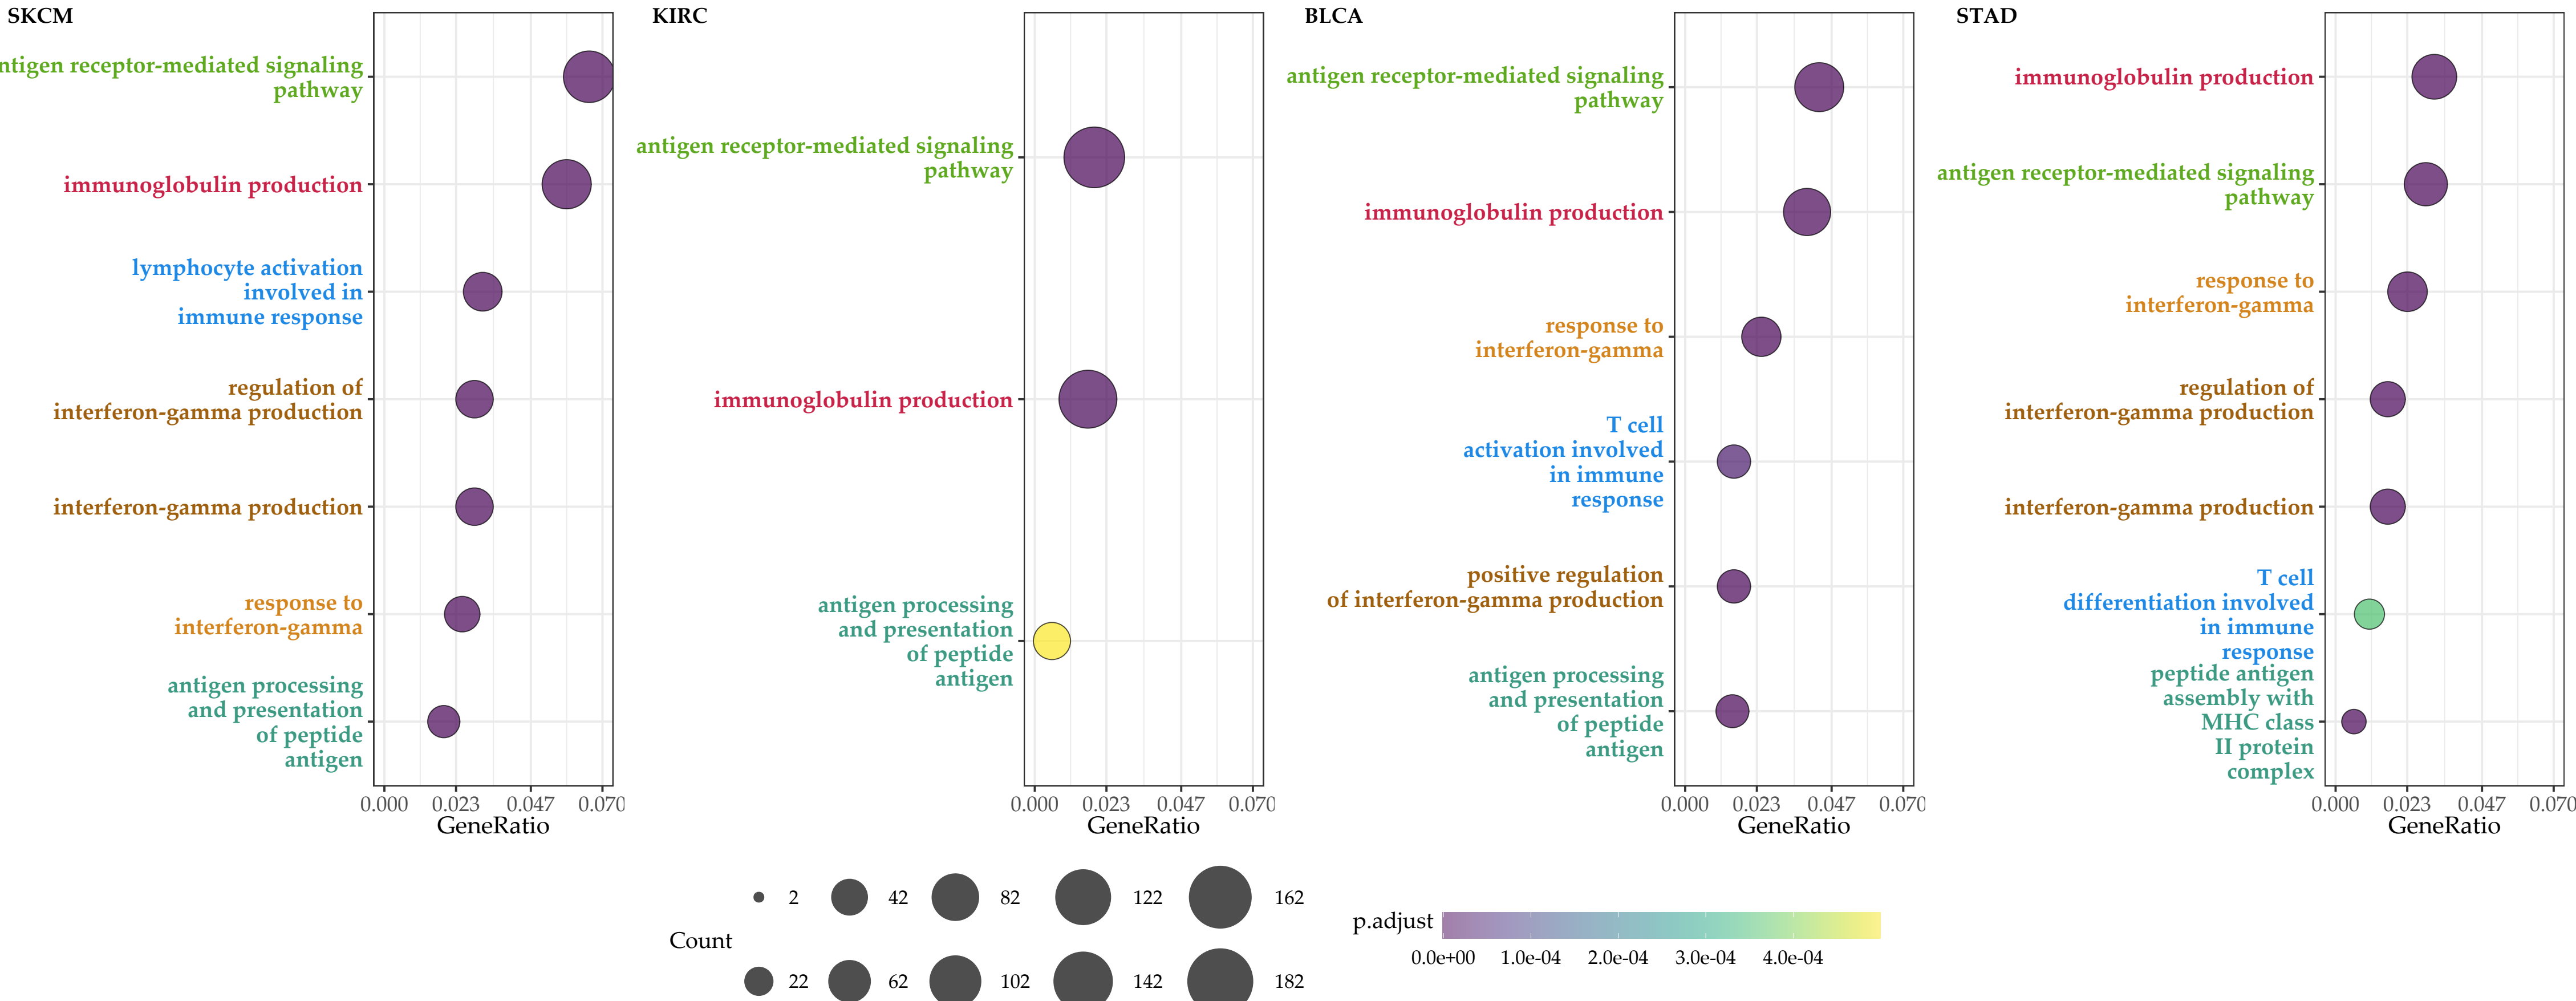 SKCM
ntigen receptor-mediated signaling
pathway
immunoglobulin production
lymphocyte activation
involved in
immune response
regulation of
interferon-gamma production
interferon-gamma production
response to
interferon-gamma
antigen processing
and presentation
of peptide
antigen
0.000 0.023 0.047 0.070
GeneRatio
KIRC
antigen receptor-mediated signaling
pathway
immunoglobulin production
antigen processing
and presentation
of peptide
antigen
0.000 0.023 0.047 0.070
GeneRatio
BLCA
antigen receptor-mediated signaling
pathway
immunoglobulin production
response to
interferon-gamma
T cell
activation involved
in immune
response
positive regulation
of interferon-gamma production
antigen processing
and presentation
of peptide
antigen
0.000 0.023 0.047 0.070
GeneRatio
STAD
immunoglobulin production
antigen receptor-mediated signaling
pathway
response to
interferon-gamma
regulation of
interferon-gamma production
interferon-gamma production
T cell
differentiation involved
in immune
response
peptide antigen
assembly with
MHC class
II protein
complex
0.000 0.023 0.047 0.070
GeneRatio
Count
2 42 82 122 162
22 62 102 142 182
p.adjust
0.0e+00 1.0e-04 2.0e-04 3.0e-04 4.0e-04